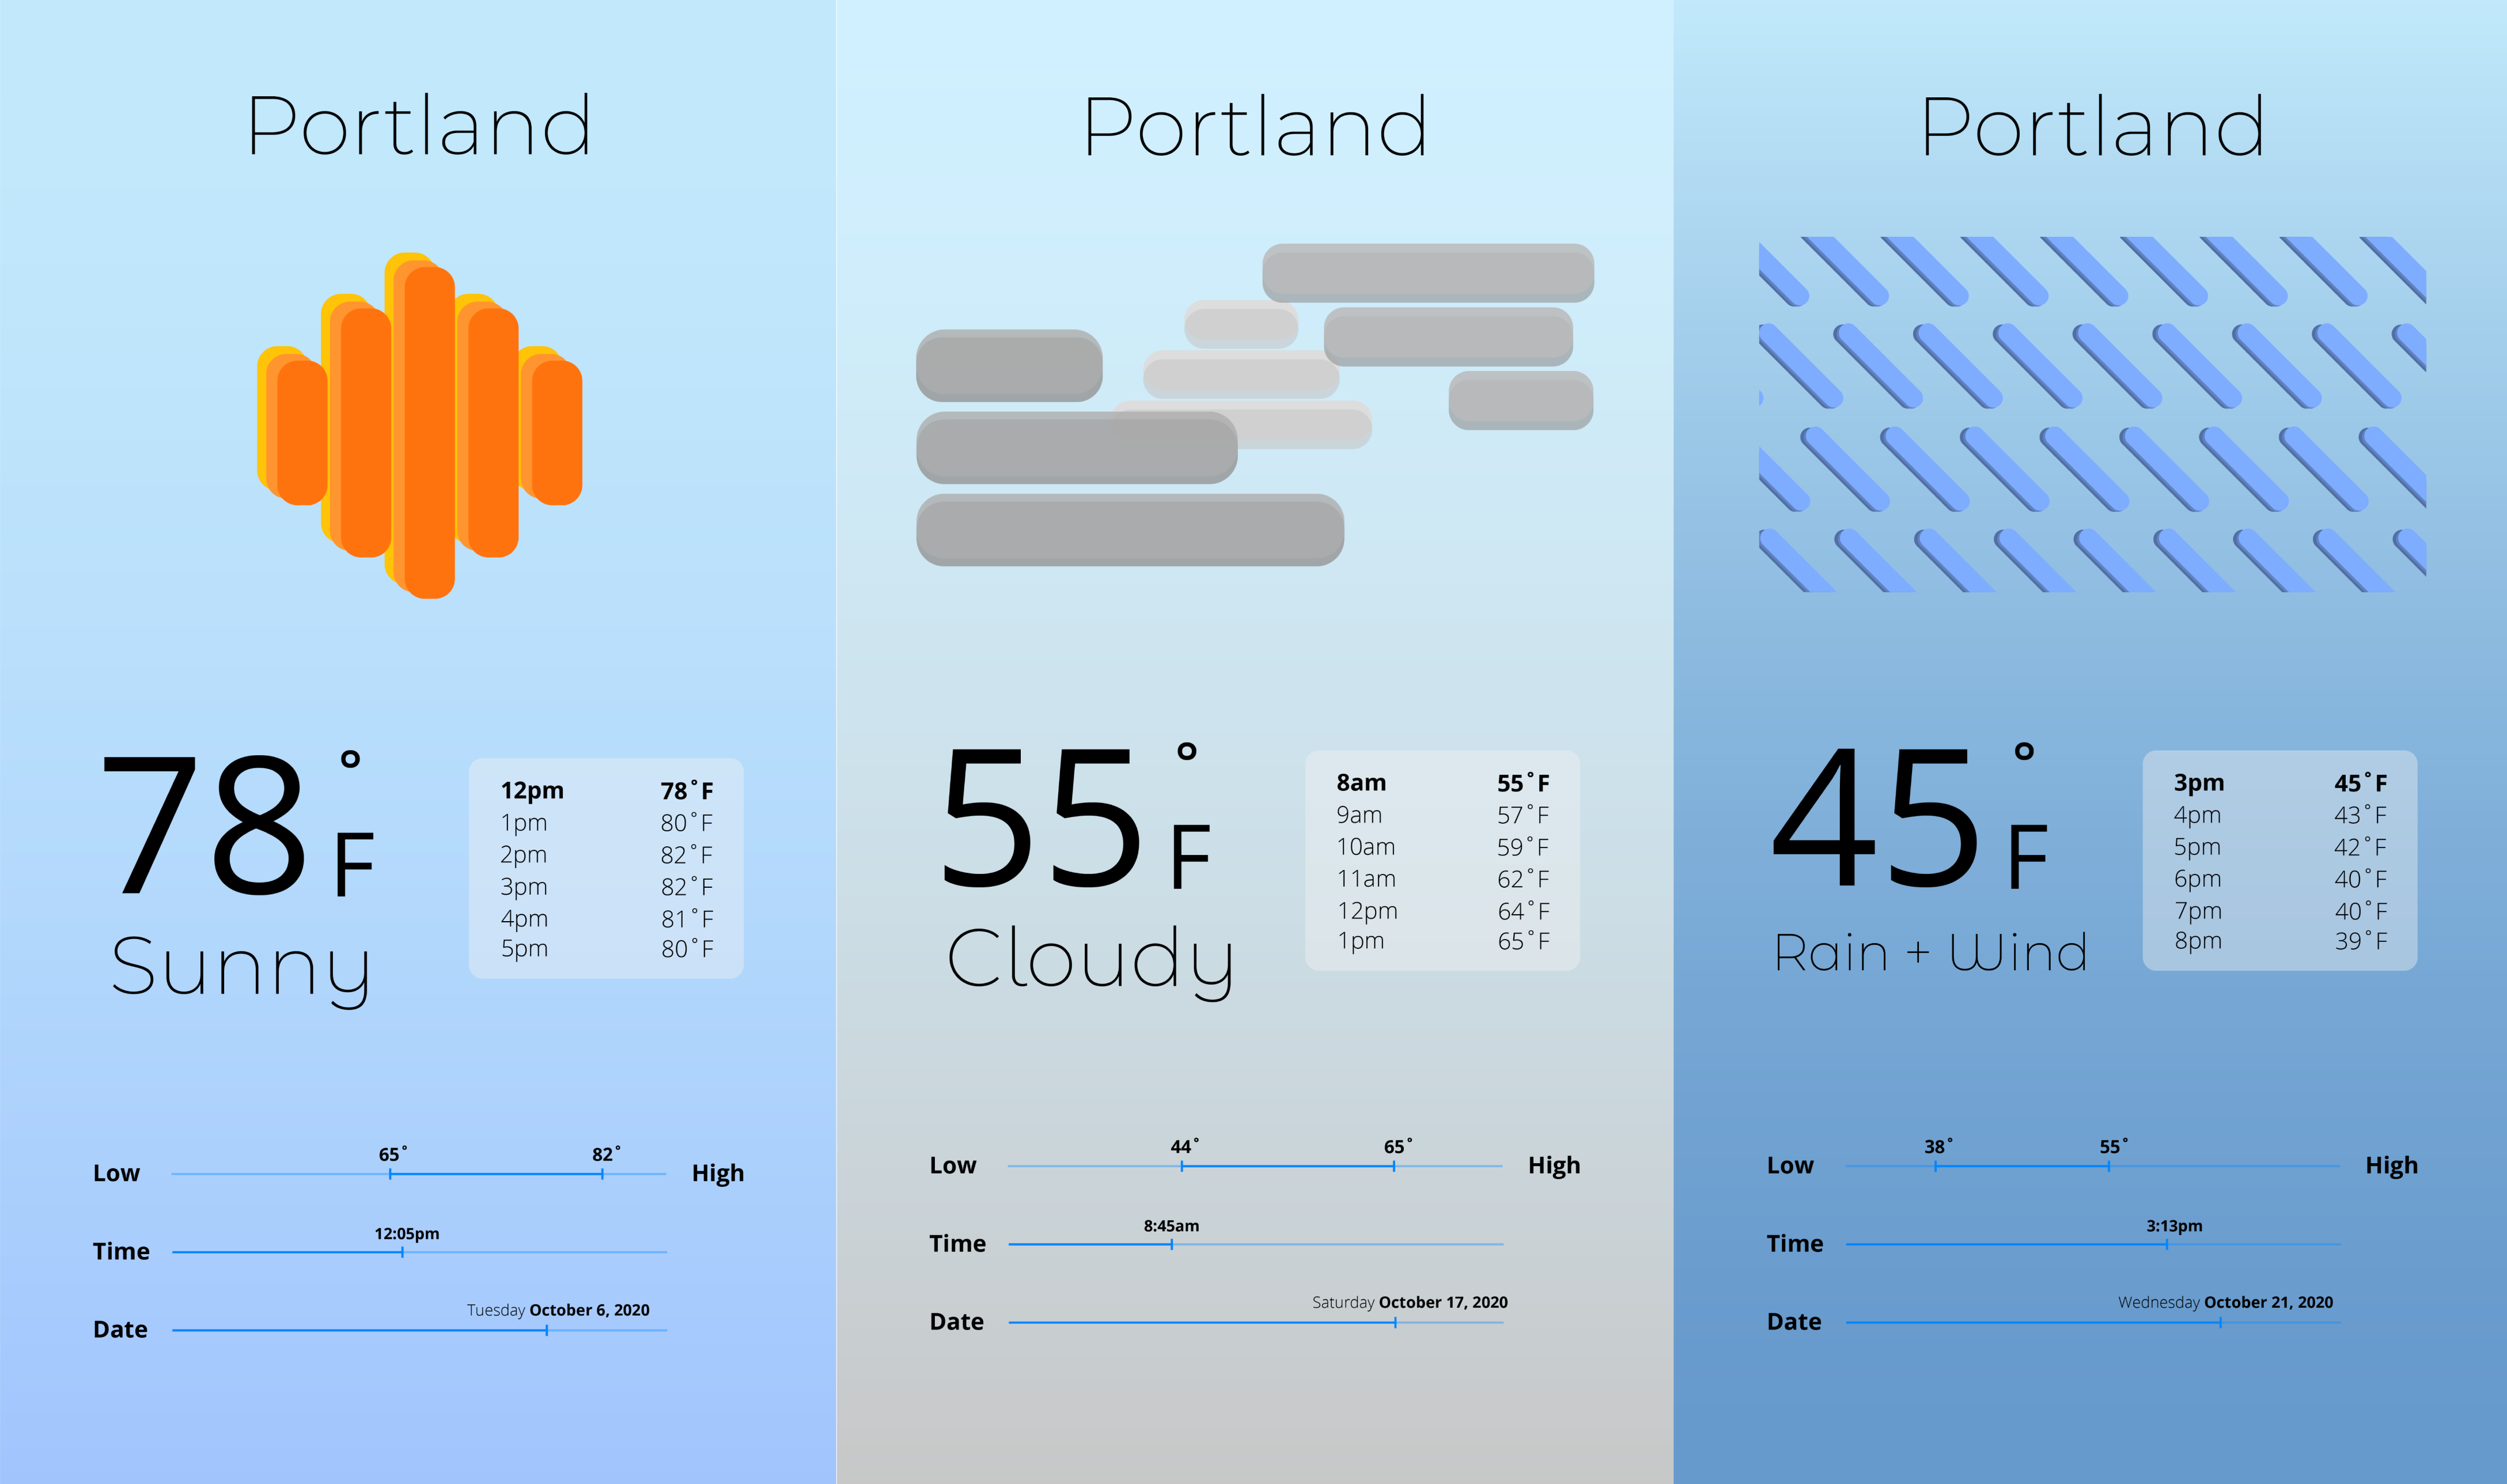 Portland
78°F
Sunny
12pm 78°F
1pm 80°F
2pm 82°F
3pm 82°F
4pm 81°F
5pm 80°F
65° 82°
Low High
12:05pm
Time
Tuesday October 6, 2020
Date
Portland
55°F
Cloudy
8am 55°F
9am 57°F
10am 59°F
11am 62°F
12pm 64°F
1pm 65°F
44° 65°
Low High
8:45am
Time
Saturday October 17, 2020
Date
Portland
45°F
Rain + Wind
3pm 45°F
4pm 43°F
5pm 42°F
6pm 40°F
7pm 40°F
8pm 39°F
38° 55°
Low High
3:13pm
Time
Wednesday October 21, 2020
Date